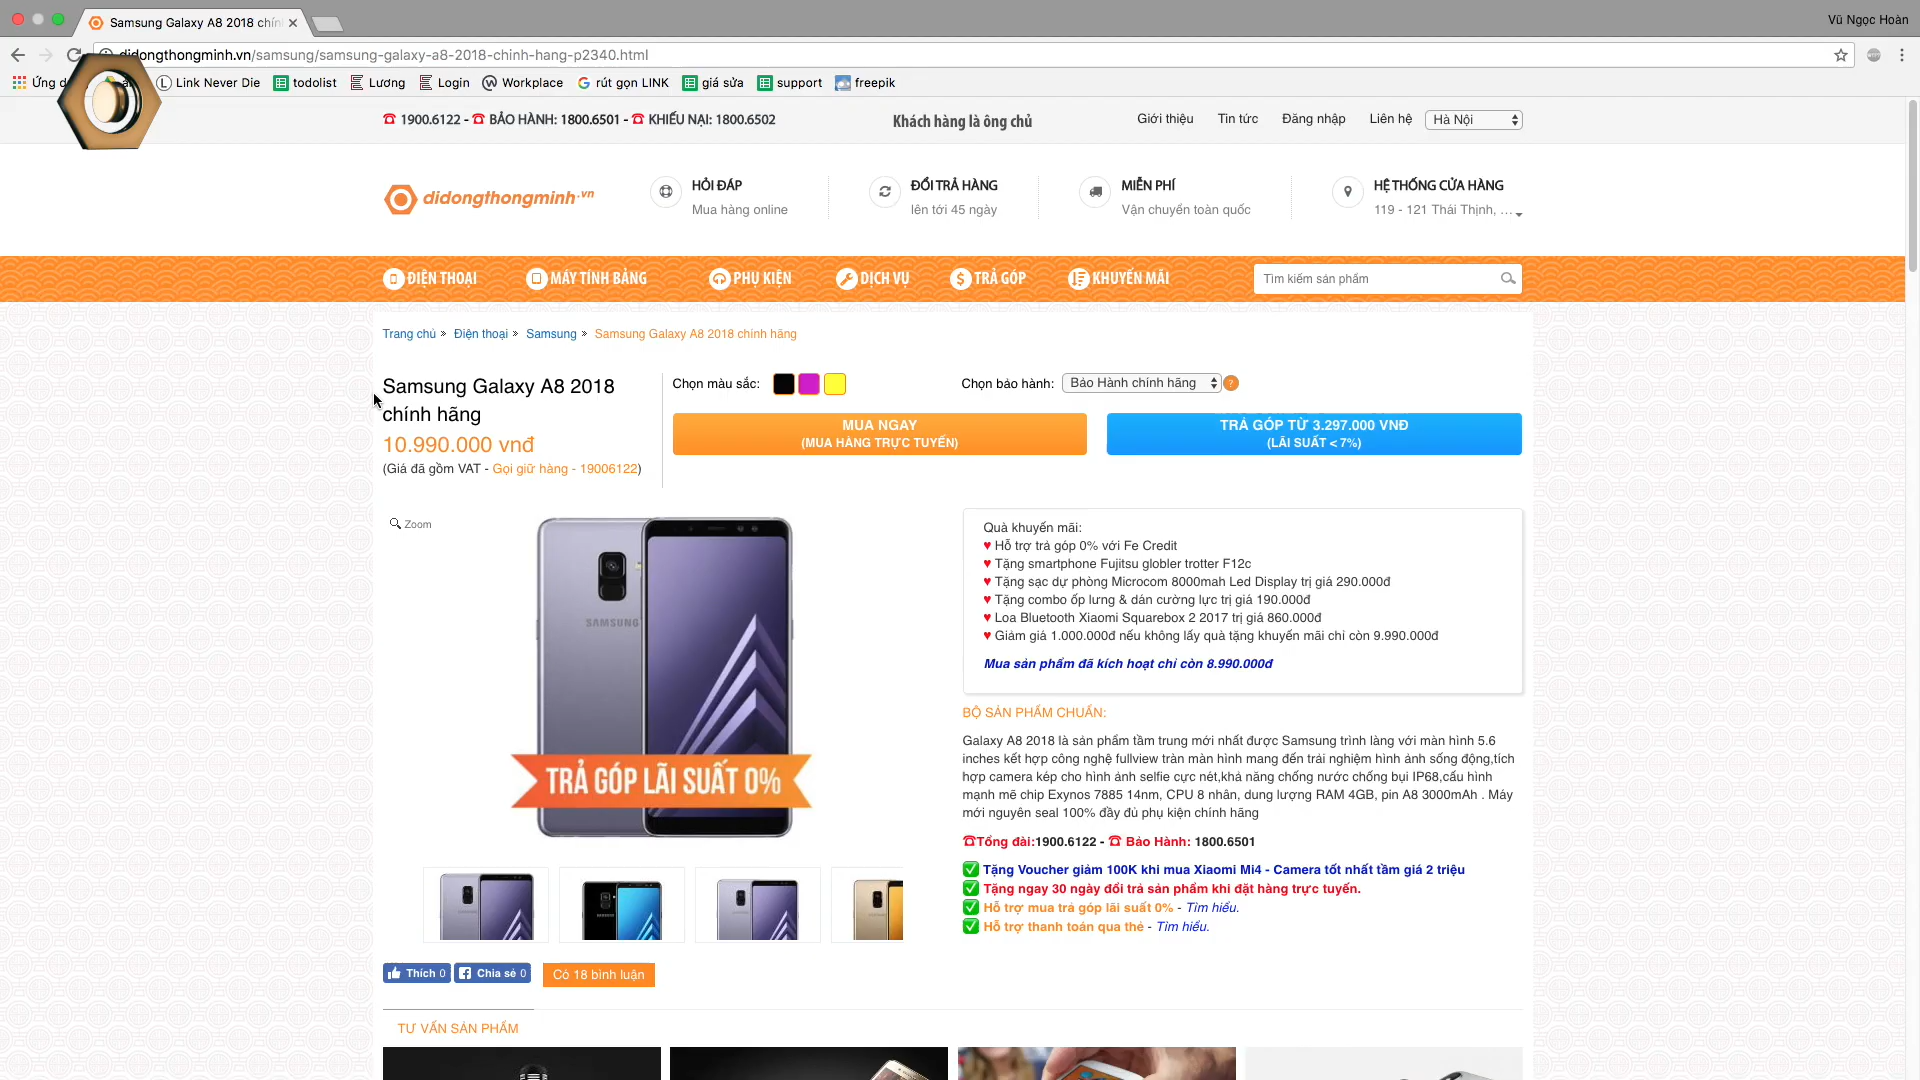 Samsung Galaxy A8 2018 chín
Vũ Ngọc Hoàn
didongthongminh.vn/samsung/samsung-galaxy-a8-2018-chinh-hang-p2340.html
Ứng d
Link Never Die
todolist
Lương
Login
Workplace
rút gọn LINK
giá sửa
support
freepik
☎ 1900.6122 - ☎ BẢO HÀNH: 1800.6501 - ☎ KHIẾU NẠI: 1800.6502
Khách hàng là ông chủ
Giới thiệu
Tin tức
Đăng nhập
Liên hệ
Hà Nội
didongthongminh.vn
HỎI ĐÁP
Mua hàng online
ĐỔI TRẢ HÀNG
lên tới 45 ngày
MIỄN PHÍ
Vận chuyển toàn quốc
HỆ THỐNG CỬA HÀNG
119 - 121 Thái Thịnh, ...
ĐIỆN THOẠI
MÁY TÍNH BẢNG
PHỤ KIỆN
DỊCH VỤ
TRẢ GÓP
KHUYẾN MÃI
Tìm kiếm sản phẩm
Trang chủ » Điện thoại » Samsung » Samsung Galaxy A8 2018 chính hãng
Samsung Galaxy A8 2018
chính hãng
10.990.000 vnđ
(Giá đã gồm VAT - Gọi giữ hàng - 19006122)
Chọn màu sắc:
Chọn bảo hành:
Bảo Hành chính hãng
?
MUA NGAY
(MUA HÀNG TRỰC TUYẾN)
TRẢ GÓP TỪ 3.297.000 VNĐ
(LÃI SUẤT < 7%)
Zoom
SAMSUNG
TRẢ GÓP LÃI SUẤT 0%
Quà khuyến mãi:
♥ Hỗ trợ trả góp 0% với Fe Credit
♥ Tặng smartphone Fujitsu globler trotter F12c
♥ Tặng sạc dự phòng Microcom 8000mah Led Display trị giá 290.000đ
♥ Tặng combo ốp lưng & dán cường lực trị giá 190.000đ
♥ Loa Bluetooth Xiaomi Squarebox 2 2017 trị giá 860.000đ
♥ Giảm giá 1.000.000đ nếu không lấy quà tặng khuyến mãi chỉ còn 9.990.000đ
Mua sản phẩm đã kích hoạt chỉ còn 8.990.000đ
BỘ SẢN PHẨM CHUẨN:
Galaxy A8 2018 là sản phẩm tầm trung mới nhất được Samsung trình làng với màn hình 5.6
inches kết hợp công nghệ fullview tràn màn hình mang đến trải nghiệm hình ảnh sống động,tích
hợp camera kép cho hình ảnh selfie cực nét,khả năng chống nước chống bụi IP68,cấu hình
mạnh mẽ chip Exynos 7885 14nm, CPU 8 nhân, dung lượng RAM 4GB, pin A8 3000mAh . Máy
mới nguyên seal 100% đầy đủ phụ kiện chính hãng
☎Tổng đài:1900.6122 - ☎ Bảo Hành: 1800.6501
✅ Tặng Voucher giảm 100K khi mua Xiaomi Mi4 - Camera tốt nhất tầm giá 2 triệu
✅ Tặng ngay 30 ngày đổi trả sản phẩm khi đặt hàng trực tuyến.
✅ Hỗ trợ mua trả góp lãi suất 0% - Tìm hiểu.
✅ Hỗ trợ thanh toán qua thẻ - Tìm hiểu.
Thích 0
Chia sẻ 0
Có 18 bình luận
TƯ VẤN SẢN PHẨM